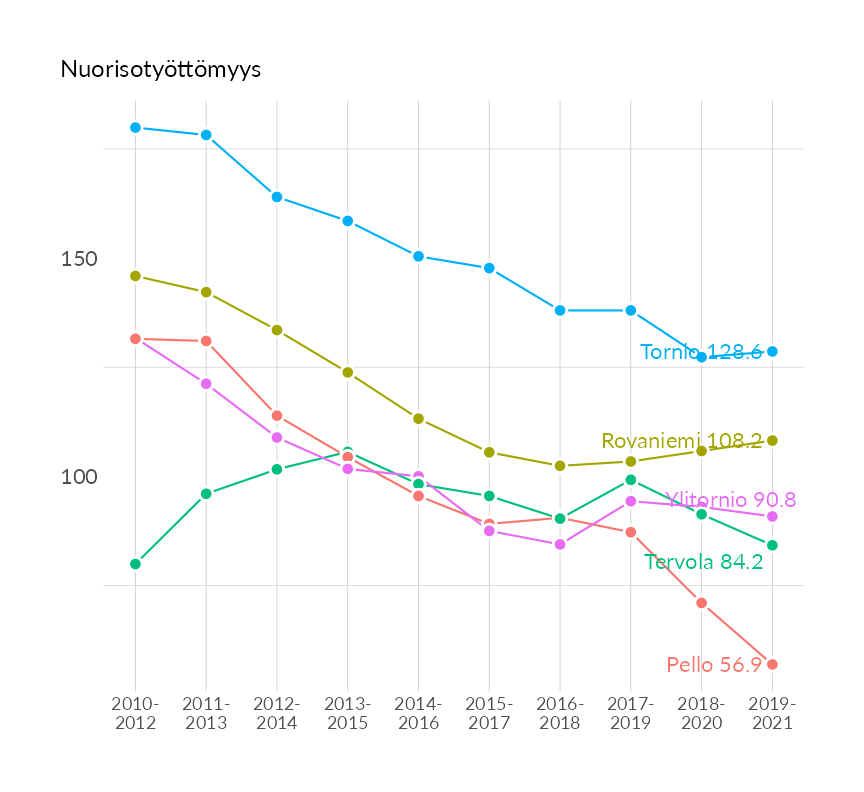 Nuorisotyöttömyys
150
100
Tornio 128.6
Rovaniemi 108.2
Ylitornio 90.8
Tervola 84.2
Pello 56.9
2010- 2011- 2012- 2013- 2014- 2015- 2016- 2017- 2018- 2019-
2012 2013 2014 2015 2016 2017 2018 2019 2020 2021